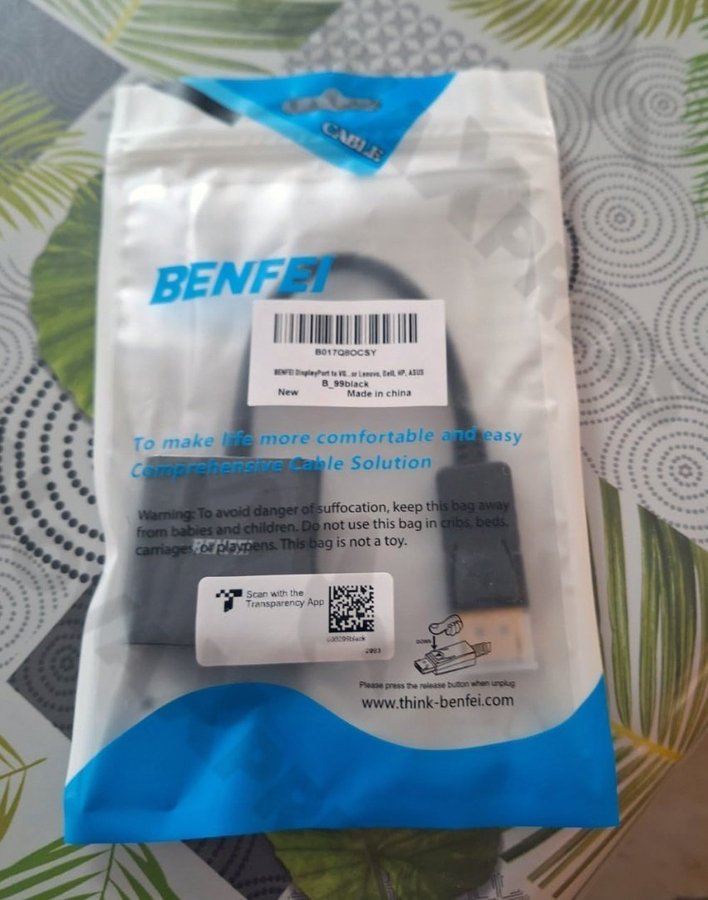 CABLE
BENFEI
B017Q8OCSY
BENFEI DisplayPort to VG...or Lenovo, Dell, HP, ASUS
B_99black
New Made in china
To make life more comfortable and easy
Comprehensive Cable Solution
Warning: To avoid danger of suffocation, keep this bag away
from babies and children. Do not use this bag in cribs, beds,
carriages, or playpens. This bag is not a toy.
BENFEI
Scan with the
Transparency App
DOWN
Please press the release button when unplug
www.think-benfei.com